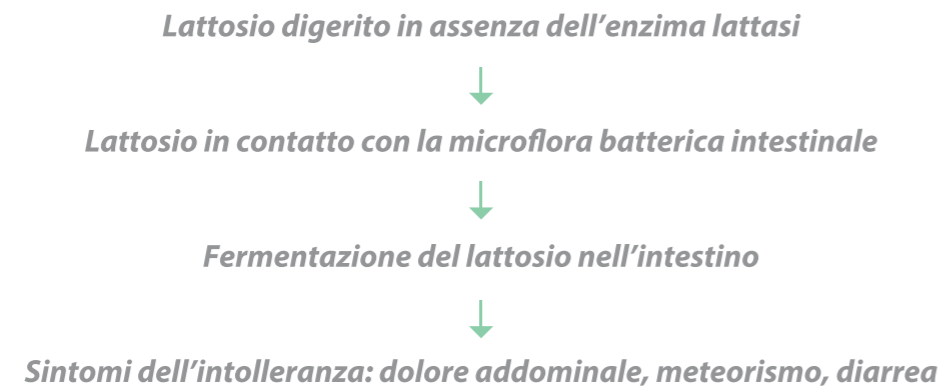 Lattosio digerito in assenza dell’enzima lattasi
Lattosio in contatto con la microflora batterica intestinale
Fermentazione del lattosio nell’intestino
Sintomi dell’intolleranza: dolore addominale, meteorismo, diarrea